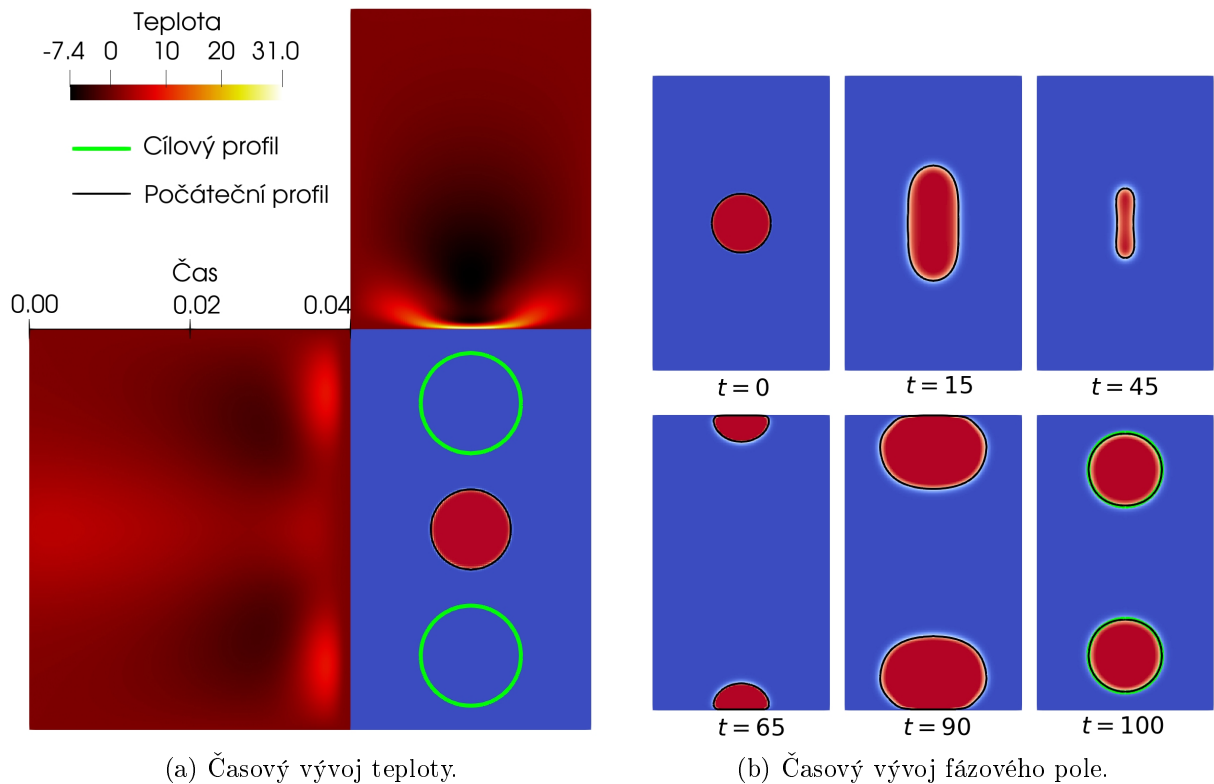 Teplota
-7.4 0 10 20 31.0
Cílový profil
Počáteční profil
Čas
0.00 0.02 0.04
t = 0 t = 15 t = 45
t = 65 t = 90 t = 100
(a) Časový vývoj teploty.
(b) Časový vývoj fázového pole.